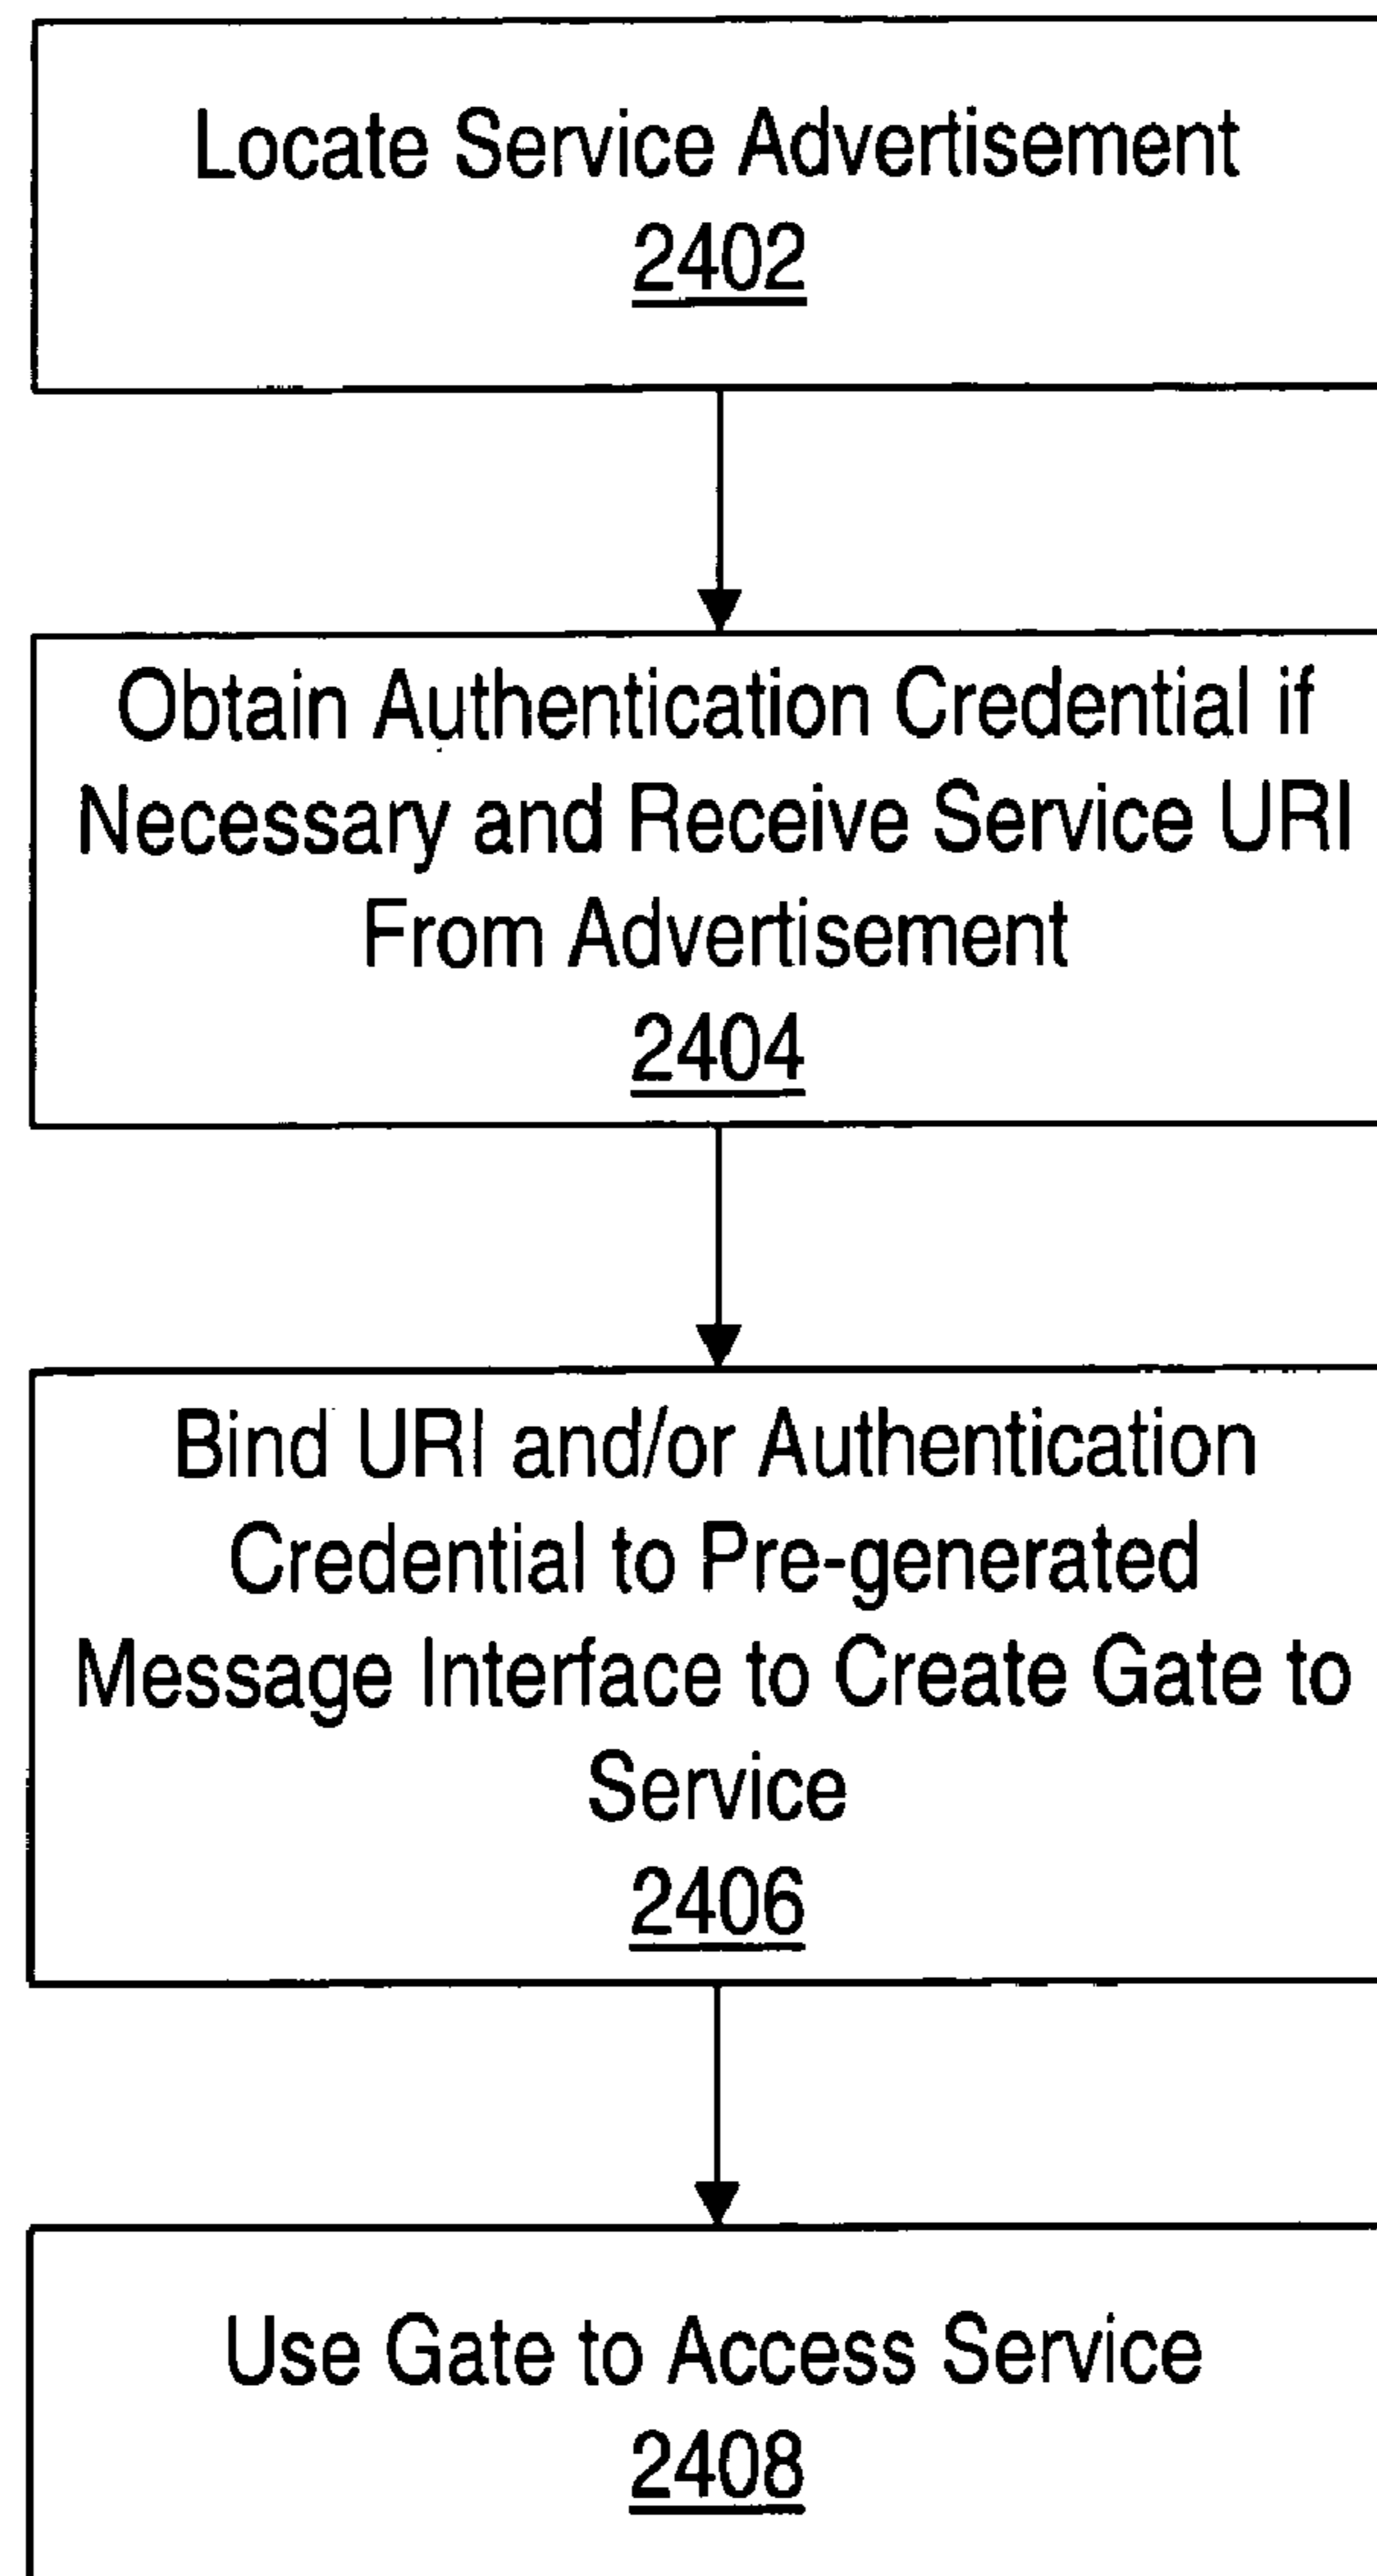 Locate Service Advertisement
2402
Obtain Authentication Credential if
Necessary and Receive Service URI
From Advertisement
2404
Bind URI and/or Authentication
Credential to Pre-generated
Message Interface to Create Gate to
Service
2406
Use Gate to Access Service
2408